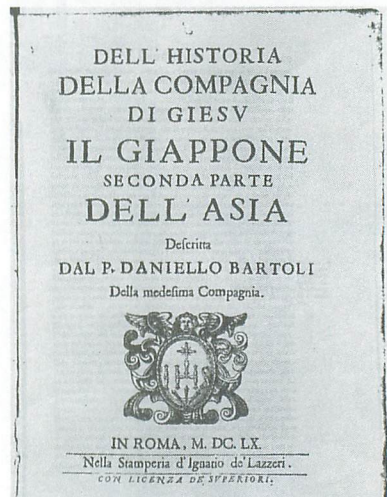 DELL' HISTORIA
DELLA COMPAGNIA
DI GIESV
IL GIAPPONE
SECONDA PARTE
DELL' ASIA
Deſcritta
DAL P. DANIELLO BARTOLI
Della medeſima Compagnia.
IHS
IN ROMA, M. DC. LX.
Nella Stamperia d'Ignatio de' Lazzeri.
CON LICENZA DE' SVPERIORI.